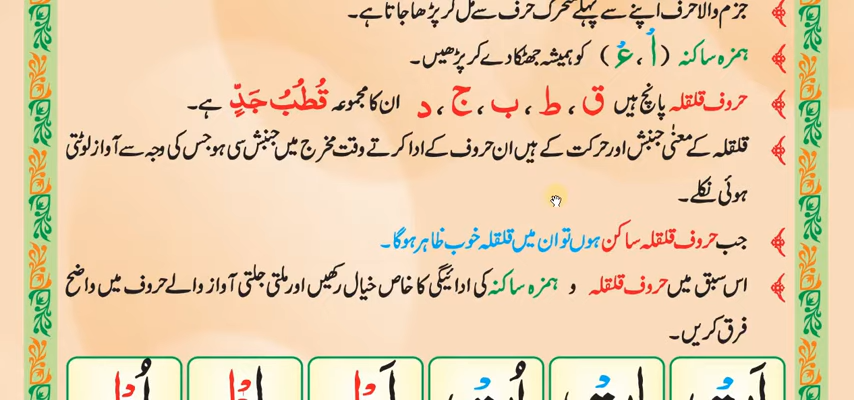 جزم والا حرف اپنے سے پہلے متحرک حرف سے مل کر پڑھا جاتا ہے۔
ہمزہ ساکنہ (أْ، ءْ) کو ہمیشہ جھٹکا دے کر پڑھیں۔
حروفِ قلقلہ پانچ ہیں ق، ط، ب، ج، د ان کا مجموعہ قُطُبُ جَدٍّ ہے۔
قلقلہ کے معنٰی جنبش اور حرکت کے ہیں ان حروف کے ادا کرتے وقت مخرج میں جنبش سی ہو جس کی وجہ سے آواز لوٹتی
ہوئی نکلے۔
جب حروفِ قلقلہ ساکن ہوں تو ان میں قلقلہ خوب ظاہر ہوگا۔
اس سبق میں حروفِ قلقلہ و ہمزہ ساکنہ کی ادائیگی کا خاص خیال رکھیں اور ملتی جلتی آواز والے حروف میں واضح
فرق کریں۔